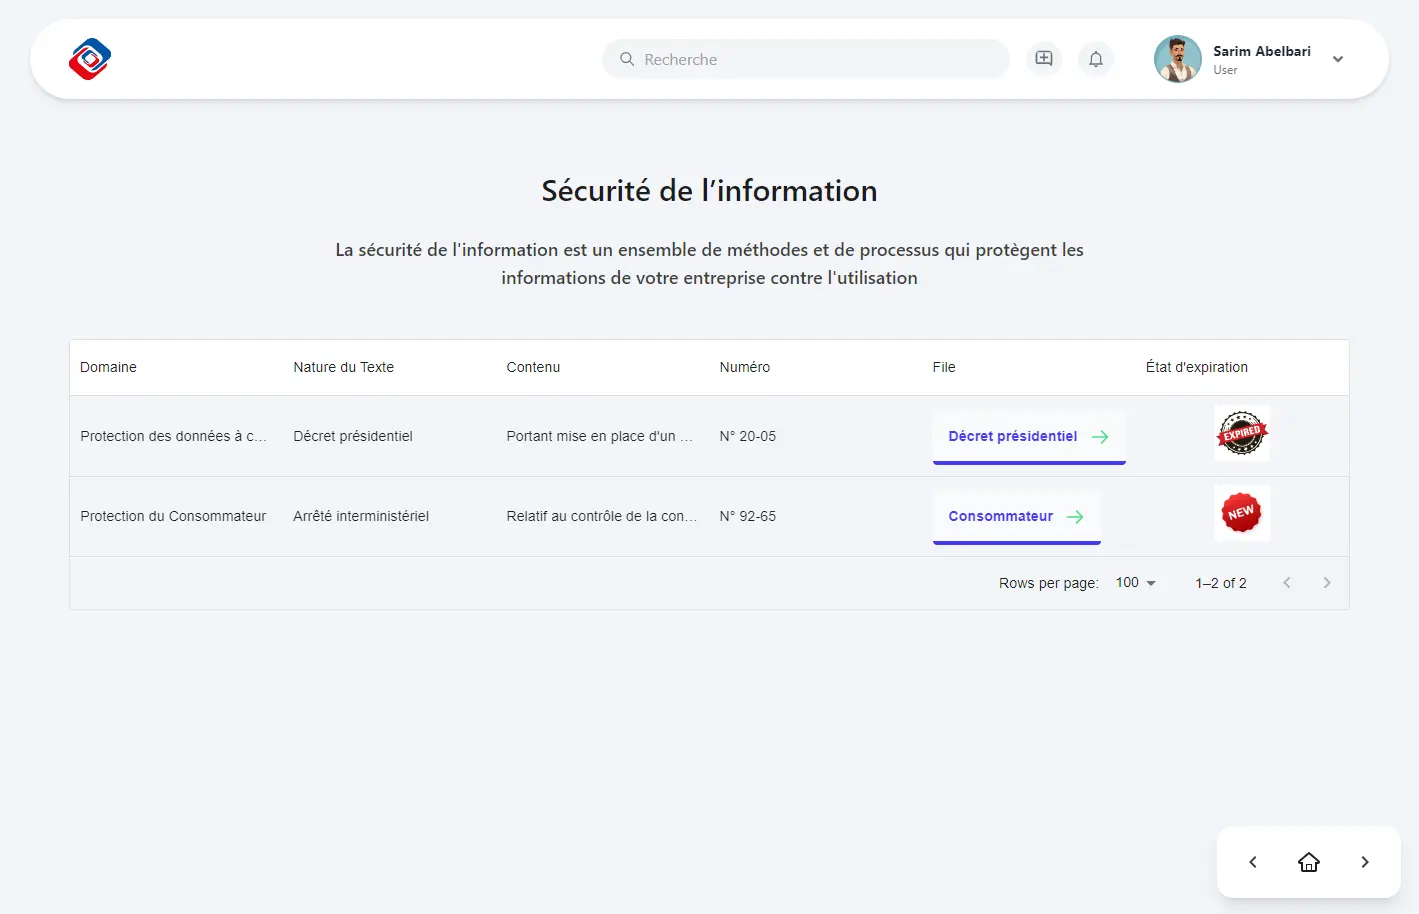 Recherche
Sarim Abelbari
User
Sécurité de l’information
La sécurité de l'information est un ensemble de méthodes et de processus qui protègent les
informations de votre entreprise contre l'utilisation
Domaine Nature du Texte Contenu Numéro File État d'expiration
Protection des données à c... Décret présidentiel Portant mise en place d'un ... N° 20-05 Décret présidentiel EXPIRED
Protection du Consommateur Arrêté interministériel Relatif au contrôle de la con... N° 92-65 Consommateur NEW
Rows per page: 100 1–2 of 2